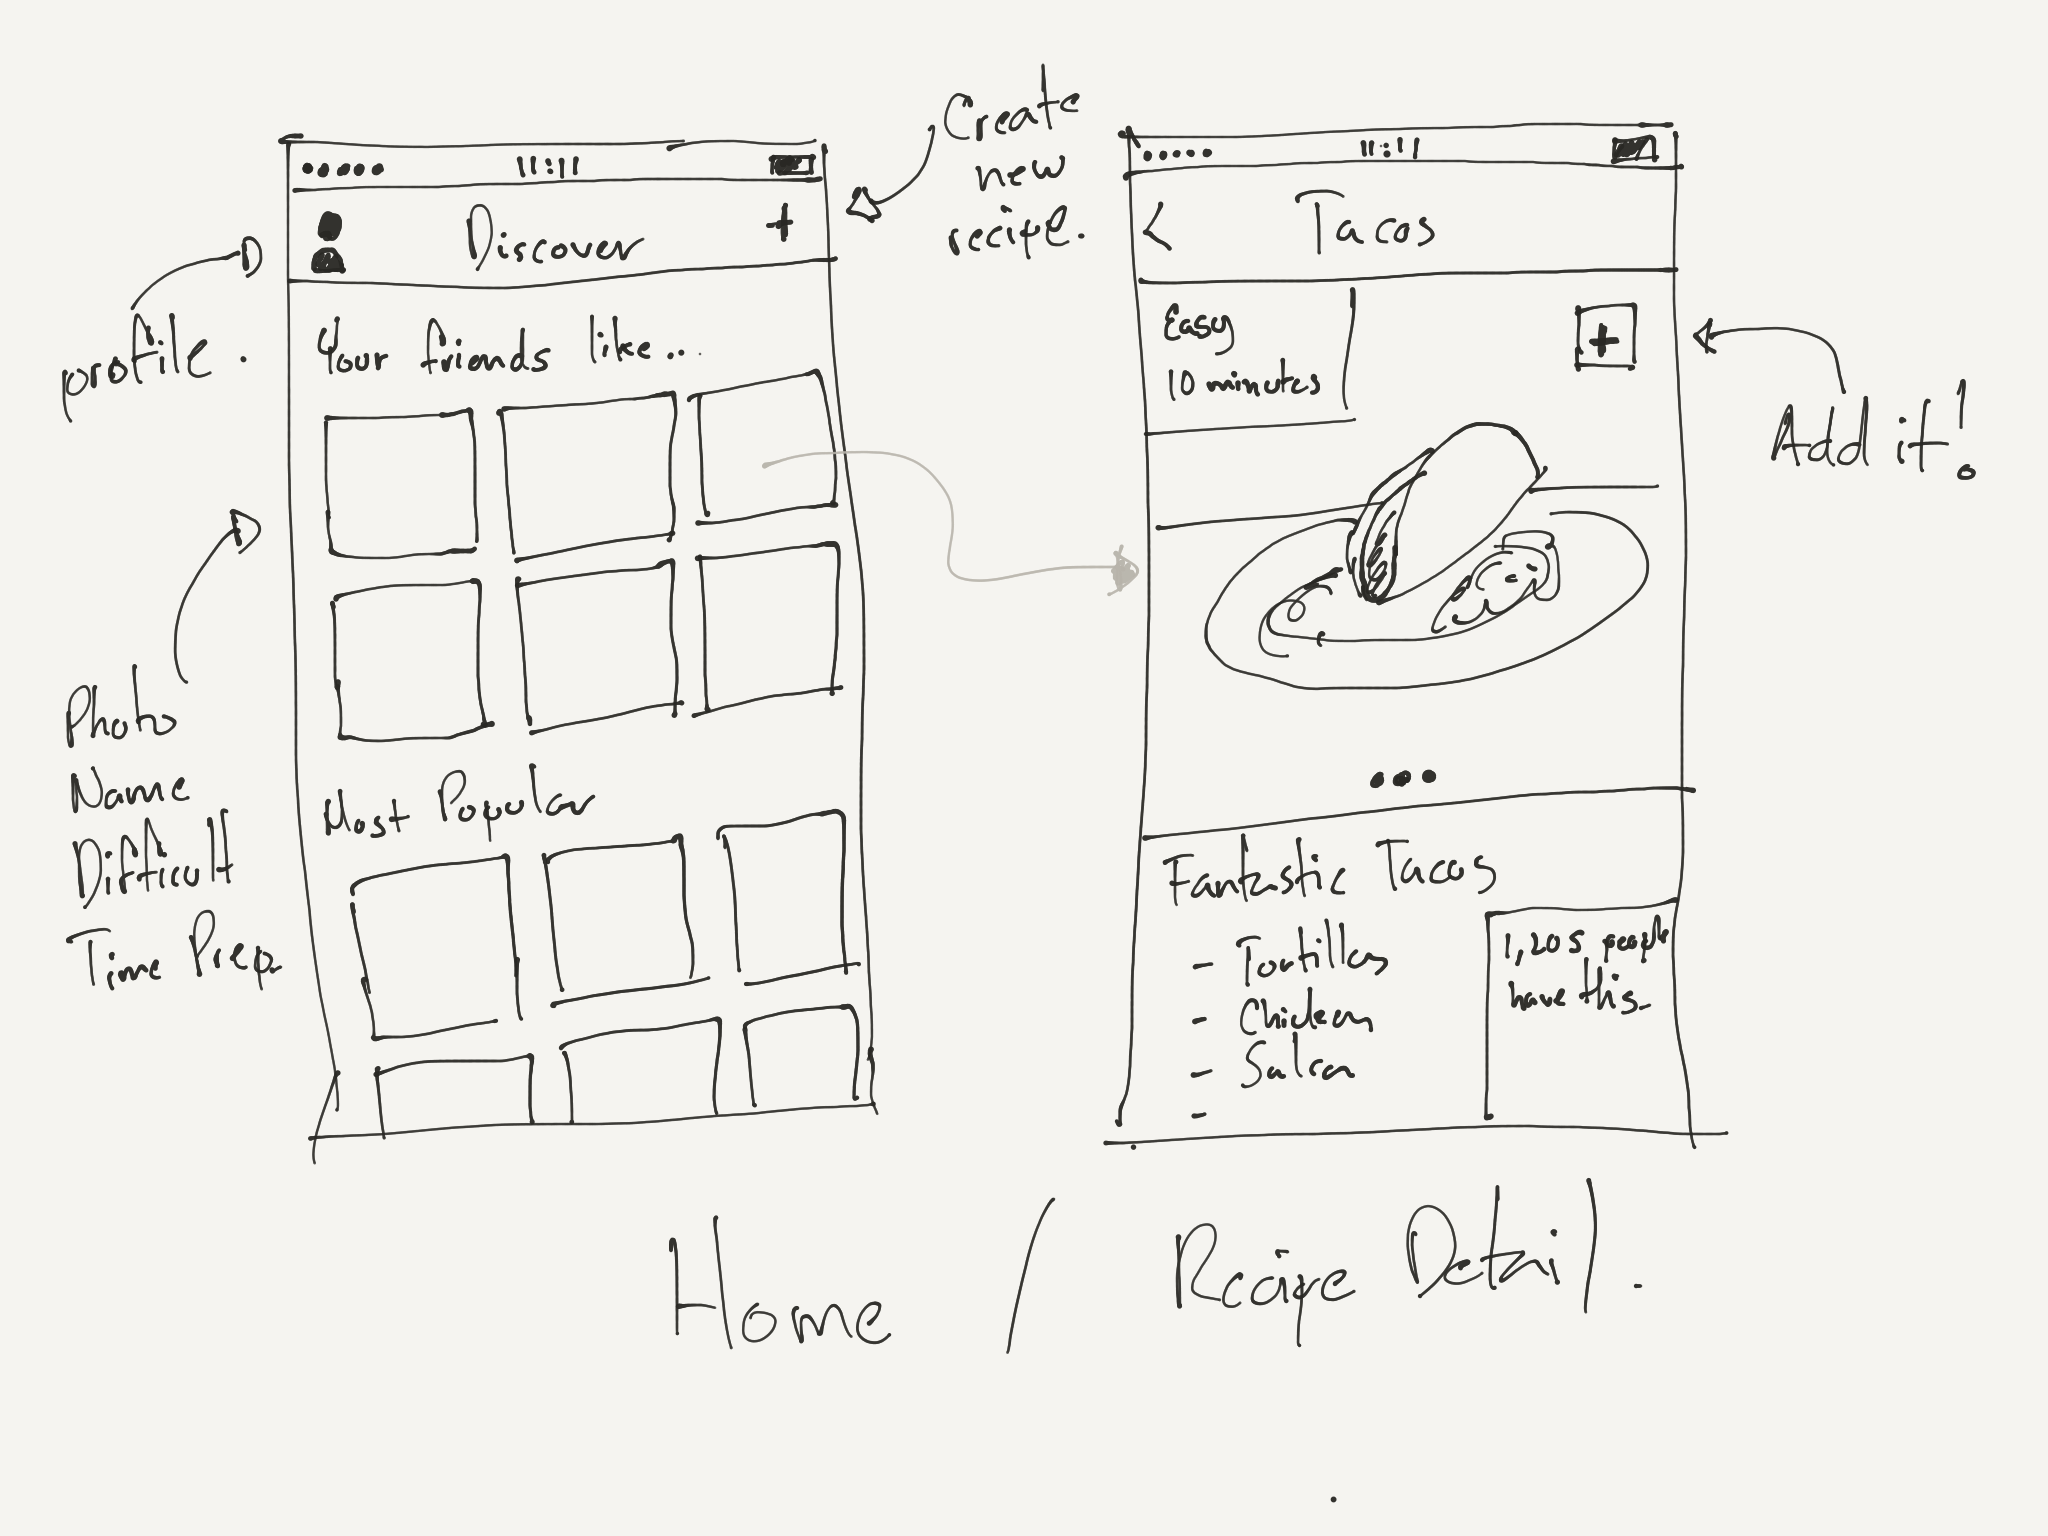 Create
new
recipe.
11:11
Discover
+
profile.
Your friends like...
Photo
Name
Difficult
Time Prep.
Most Popular
11:11
<
Tacos
Easy
10 minutes
+
Add it!
Fantastic Tacos
- Tortillas
- Chicken
- Salsa
-
1,205 people
have this.
Home / Recipe Detail.